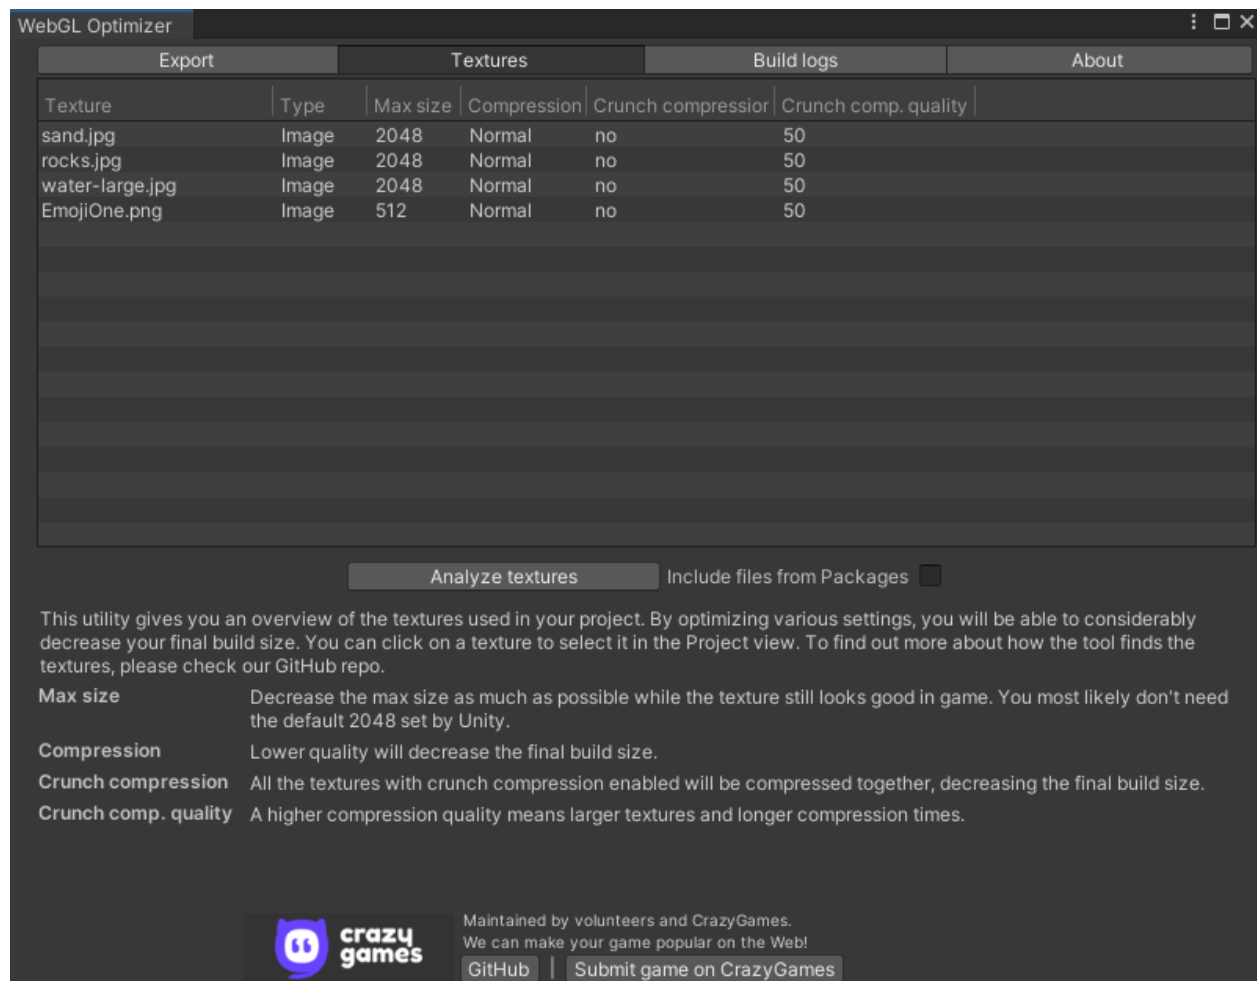 WebGL Optimizer
Export Textures Build logs About
Texture Type Max size Compression Crunch compression Crunch comp. quality
sand.jpg Image 2048 Normal no 50
rocks.jpg Image 2048 Normal no 50
water-large.jpg Image 2048 Normal no 50
EmojiOne.png Image 512 Normal no 50
Analyze textures Include files from Packages
This utility gives you an overview of the textures used in your project. By optimizing various settings, you will be able to considerably
decrease your final build size. You can click on a texture to select it in the Project view. To find out more about how the tool finds the
textures, please check our GitHub repo.
Max size Decrease the max size as much as possible while the texture still looks good in game. You most likely don't need
the default 2048 set by Unity.
Compression Lower quality will decrease the final build size.
Crunch compression All the textures with crunch compression enabled will be compressed together, decreasing the final build size.
Crunch comp. quality A higher compression quality means larger textures and longer compression times.
crazy
games
Maintained by volunteers and CrazyGames.
We can make your game popular on the Web!
GitHub | Submit game on CrazyGames